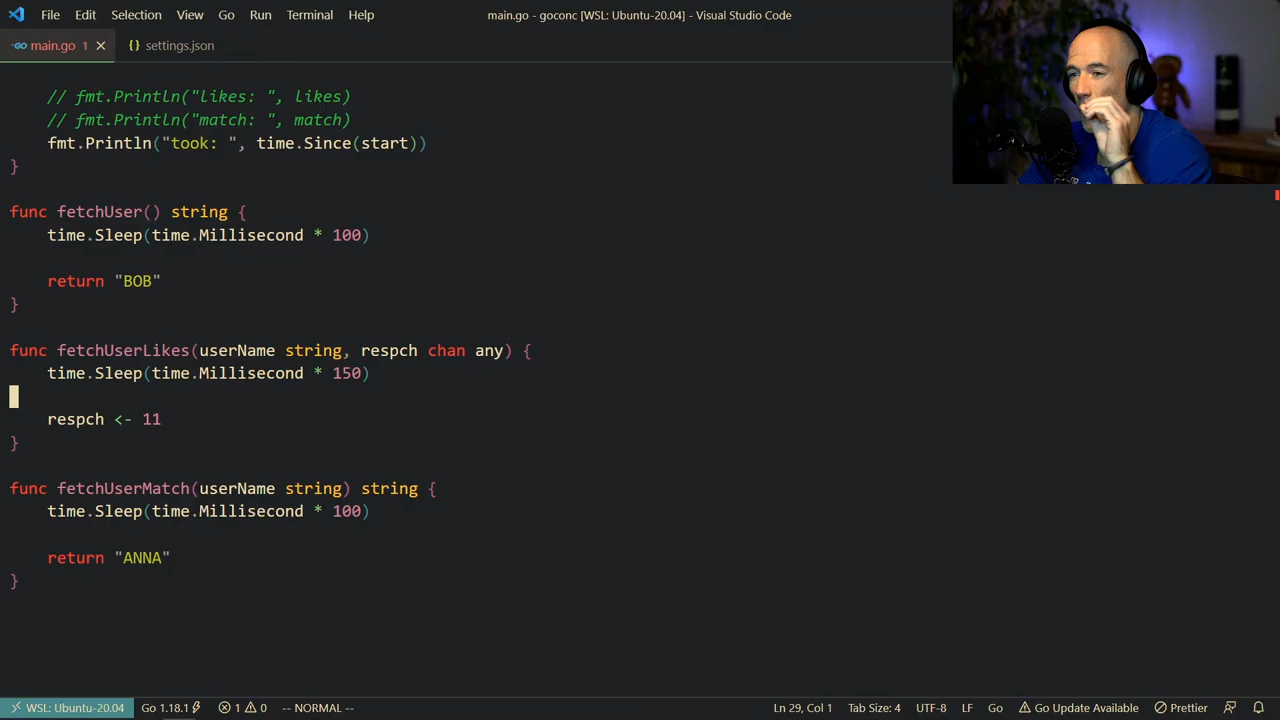 File Edit Selection View Go Run Terminal Help main.go - goconc [WSL: Ubuntu-20.04] - Visual Studio Code
main.go 1 settings.json
// fmt.Println("likes: ", likes)
// fmt.Println("match: ", match)
fmt.Println("took: ", time.Since(start))
}
func fetchUser() string {
time.Sleep(time.Millisecond * 100)
return "BOB"
}
func fetchUserLikes(userName string, respch chan any) {
time.Sleep(time.Millisecond * 150)
respch <- 11
}
func fetchUserMatch(userName string) string {
time.Sleep(time.Millisecond * 100)
return "ANNA"
}
WSL: Ubuntu-20.04 Go 1.18.1 1 0 -- NORMAL -- Ln 29, Col 1 Tab Size: 4 UTF-8 LF Go Go Update Available Prettier